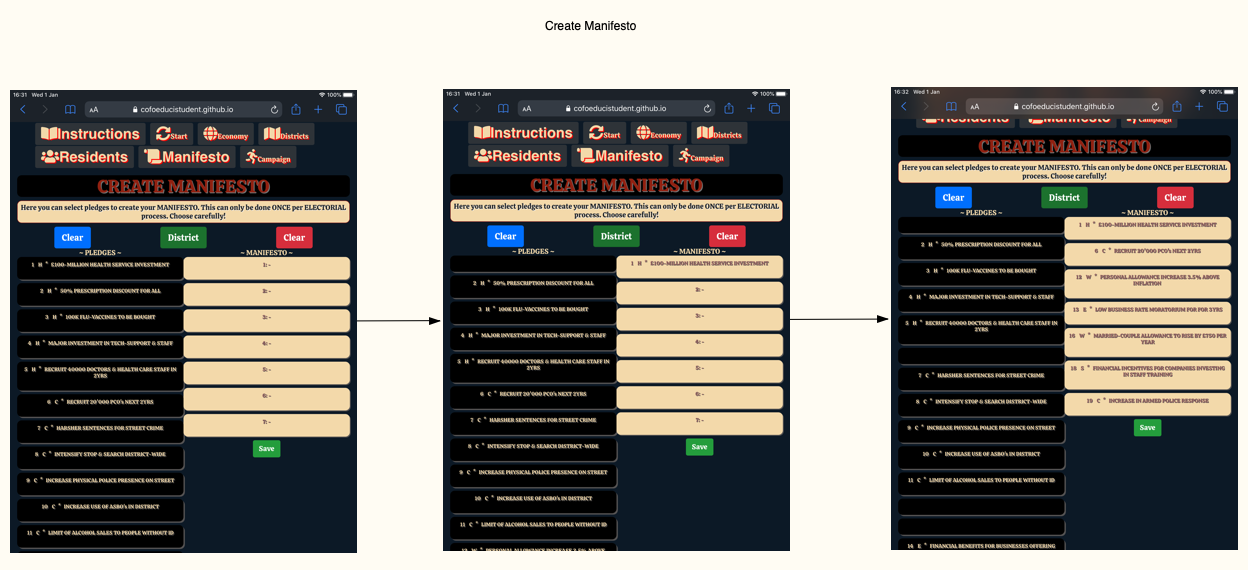 Create Manifesto
16:31 Wed 1 Jan
100%
AA
cofoeducistudent.github.io
Instructions
Start
Economy
Districts
Residents
Manifesto
Campaign
CREATE MANIFESTO
Here you can select pledges to create your MANIFESTO. This can only be done ONCE per ELECTORIAL
process. Choose carefully!
Clear
District
Clear
~ PLEDGES ~
~ MANIFESTO ~
1 H * £100-MILLION HEALTH SERVICE INVESTMENT
2 H * 50% PRESCRIPTION DISCOUNT FOR ALL
3 H * 100K FLU-VACCINES TO BE BOUGHT
4 H * MAJOR INVESTMENT IN TECH-SUPPORT & STAFF
5 H * RECRUIT 40000 DOCTORS & HEALTH CARE STAFF IN
2YRS
6 C * RECRUIT 20'000 PCO's NEXT 2YRS
7 C * HARSHER SENTENCES FOR STREET CRIME
8 C * INTENSIFY STOP & SEARCH DISTRICT-WIDE
9 C * INCREASE PHYSICAL POLICE PRESENCE ON STREET
10 C * INCREASE USE OF ASBO's IN DISTRICT
11 C * LIMIT OF ALCOHOL SALES TO PEOPLE WITHOUT ID
1: -
2: -
3: -
4: -
5: -
6: -
7: -
Save
16:31 Wed 1 Jan
100%
AA
cofoeducistudent.github.io
Instructions
Start
Economy
Districts
Residents
Manifesto
Campaign
CREATE MANIFESTO
Here you can select pledges to create your MANIFESTO. This can only be done ONCE per ELECTORIAL
process. Choose carefully!
Clear
District
Clear
~ PLEDGES ~
~ MANIFESTO ~
2 H * 50% PRESCRIPTION DISCOUNT FOR ALL
3 H * 100K FLU-VACCINES TO BE BOUGHT
4 H * MAJOR INVESTMENT IN TECH-SUPPORT & STAFF
5 H * RECRUIT 40000 DOCTORS & HEALTH CARE STAFF IN
2YRS
6 C * RECRUIT 20'000 PCO's NEXT 2YRS
7 C * HARSHER SENTENCES FOR STREET CRIME
8 C * INTENSIFY STOP & SEARCH DISTRICT-WIDE
9 C * INCREASE PHYSICAL POLICE PRESENCE ON STREET
10 C * INCREASE USE OF ASBO's IN DISTRICT
11 C * LIMIT OF ALCOHOL SALES TO PEOPLE WITHOUT ID
12 W * PERSONAL ALLOWANCE INCREASE 3.5% ABOVE
1 H * £100-MILLION HEALTH SERVICE INVESTMENT
2: -
3: -
4: -
5: -
6: -
7: -
Save
16:32 Wed 1 Jan
100%
AA
cofoeducistudent.github.io
Residents
Manifesto
Campaign
CREATE MANIFESTO
Here you can select pledges to create your MANIFESTO. This can only be done ONCE per ELECTORIAL
process. Choose carefully!
Clear
District
Clear
~ PLEDGES ~
~ MANIFESTO ~
2 H * 50% PRESCRIPTION DISCOUNT FOR ALL
3 H * 100K FLU-VACCINES TO BE BOUGHT
4 H * MAJOR INVESTMENT IN TECH-SUPPORT & STAFF
5 H * RECRUIT 40000 DOCTORS & HEALTH CARE STAFF IN
2YRS
7 C * HARSHER SENTENCES FOR STREET CRIME
8 C * INTENSIFY STOP & SEARCH DISTRICT-WIDE
9 C * INCREASE PHYSICAL POLICE PRESENCE ON STREET
10 C * INCREASE USE OF ASBO's IN DISTRICT
11 C * LIMIT OF ALCOHOL SALES TO PEOPLE WITHOUT ID
14 E * FINANCIAL BENEFITS FOR BUSINESSES OFFERING
1 H * £100-MILLION HEALTH SERVICE INVESTMENT
6 C * RECRUIT 20'000 PCO's NEXT 2YRS
12 W * PERSONAL ALLOWANCE INCREASE 3.5% ABOVE
INFLATION
13 E * LOW BUSINESS RATE MORATORIUM FOR FOR 3YRS
16 W * MARRIED-COUPLE ALLOWANCE TO RISE BY £750 PER
YEAR
18 E * FINANCIAL INCENTIVES FOR COMPANIES INVESTING
IN STAFF TRAINING
19 C * INCREASE IN ARMED POLICE RESPONSE
Save